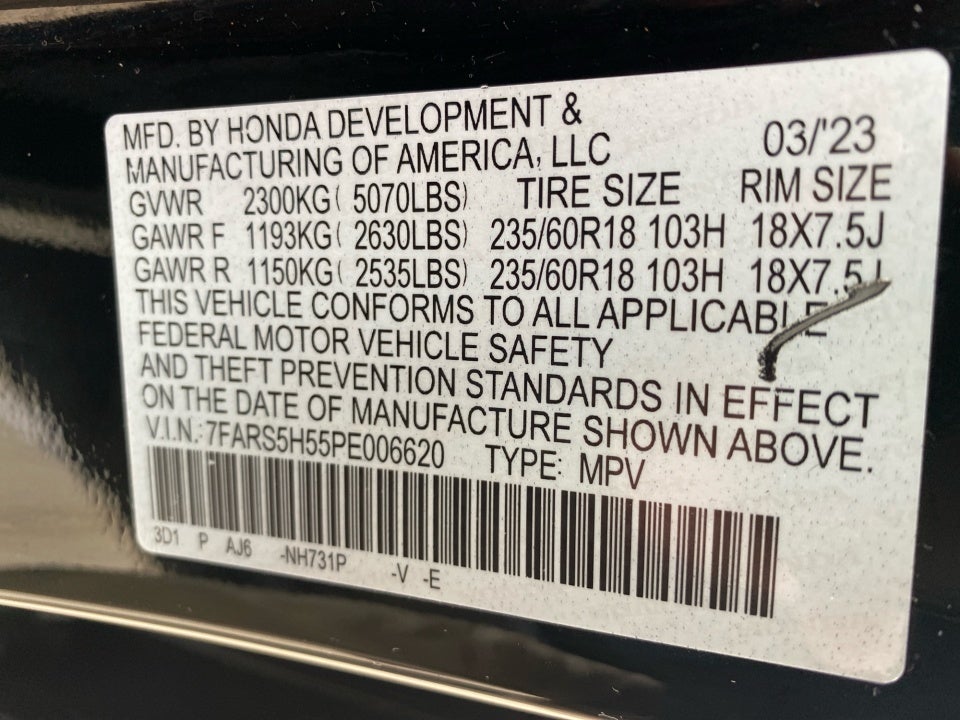 MFD. BY HONDA DEVELOPMENT &
MANUFACTURING OF AMERICA, LLC 03/'23
GVWR 2300KG( 5070LBS) TIRE SIZE RIM SIZE
GAWR F 1193KG( 2630LBS) 235/60R18 103H 18X7.5J
GAWR R 1150KG( 2535LBS) 235/60R18 103H 18X7.5J
THIS VEHICLE CONFORMS TO ALL APPLICABLE
FEDERAL MOTOR VEHICLE SAFETY
AND THEFT PREVENTION STANDARDS IN EFFECT
ON THE DATE OF MANUFACTURE SHOWN ABOVE.
V.I.N.: 7FARS5H55PE006620 TYPE: MPV
3D1 P AJ6 -NH731P -V -E